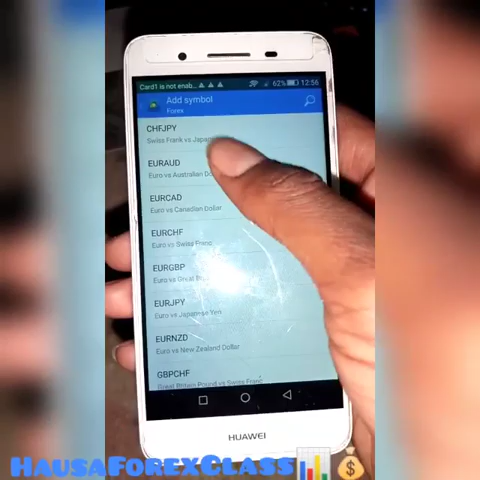 Card1 is not enab... 62% 12:56
Add symbol
Forex
CHFJPY
Swiss Frank vs Japan
EURAUD
Euro vs Australian Do
EURCAD
Euro vs Canadian Dollar
EURCHF
Euro vs Swiss Franc
EURGBP
Euro vs Great
EURJPY
Euro vs Japanese Yen
EURNZD
Euro vs New Zealand Dollar
GBPCHF
Great Britain Pound vs Swiss Franc
HUAWEI
HausaForexClass📊💰